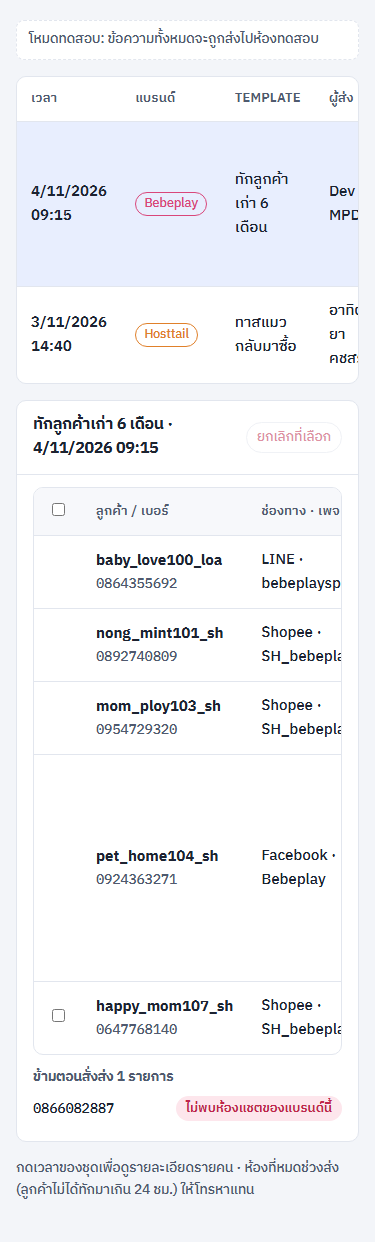 โหมดทดสอบ: ข้อความทั้งหมดจะถูกส่งไปห้องทดสอบ
เวลา แบรนด์ TEMPLATE ผู้ส่ง
4/11/2026 09:15 Bebeplay ทักลูกค้าเก่า 6 เดือน Dev MPD
3/11/2026 14:40 Hosttail ทาสแมวกลับมาซื้อ ยา
ทักลูกค้าเก่า 6 เดือน ·
4/11/2026 09:15
ยกเลิกที่เลือก
ลูกค้า / เบอร์ ช่องทาง · เพจ
baby_love100_loa LINE ·
0864355692 bebeplaysp
nong_mint101_sh Shopee ·
0892740809 SH_bebepla
mom_ploy103_sh Shopee ·
0954729320 SH_bebepla
pet_home104_sh Facebook ·
0924363271 Bebeplay
happy_mom107_sh Shopee ·
0647768140 SH_bebepla
ข้ามตอนสั่งส่ง 1 รายการ
0866082887 ไม่พบห้องแชตของแบรนด์นี้
กดเวลาของชุดเพื่อดูรายละเอียดรายคน · ห้องที่หมดช่วงส่ง
(ลูกค้าไม่ได้ทักมาเกิน 24 ชม.) ให้โทรหาแทน